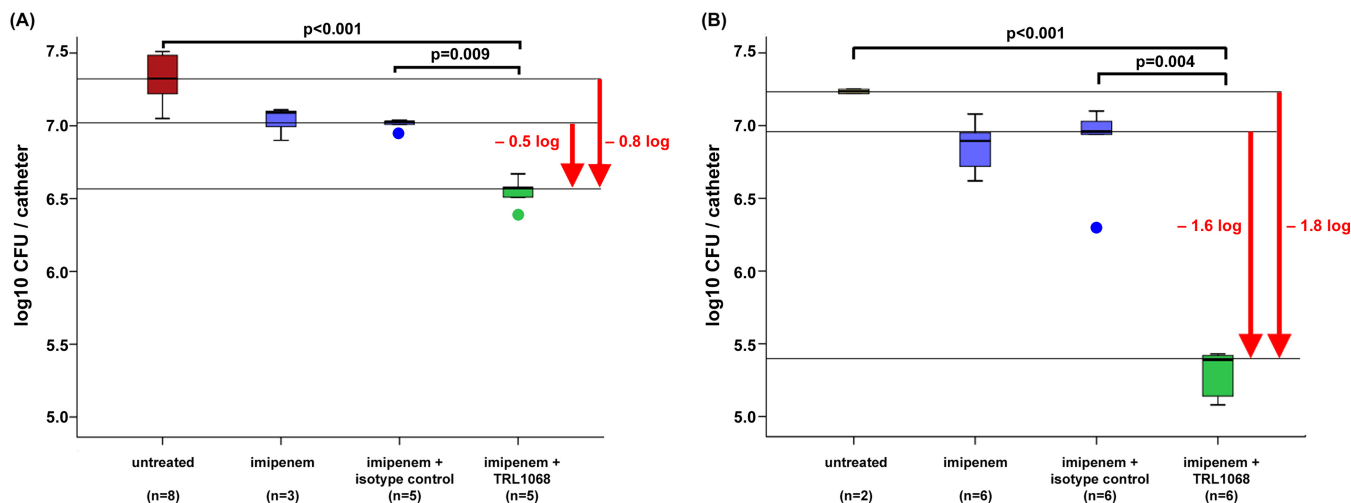 (A)
p<0.001
p=0.009
log10 CFU / catheter
7.5
7.0
6.5
6.0
5.5
5.0
– 0.5 log
– 0.8 log
untreated
(n=8)
imipenem
(n=3)
imipenem +
isotype control
(n=5)
imipenem +
TRL1068
(n=5)
(B)
p<0.001
p=0.004
log10 CFU / catheter
7.5
7.0
6.5
6.0
5.5
5.0
– 1.6 log
– 1.8 log
untreated
(n=2)
imipenem
(n=6)
imipenem +
isotype control
(n=6)
imipenem +
TRL1068
(n=6)